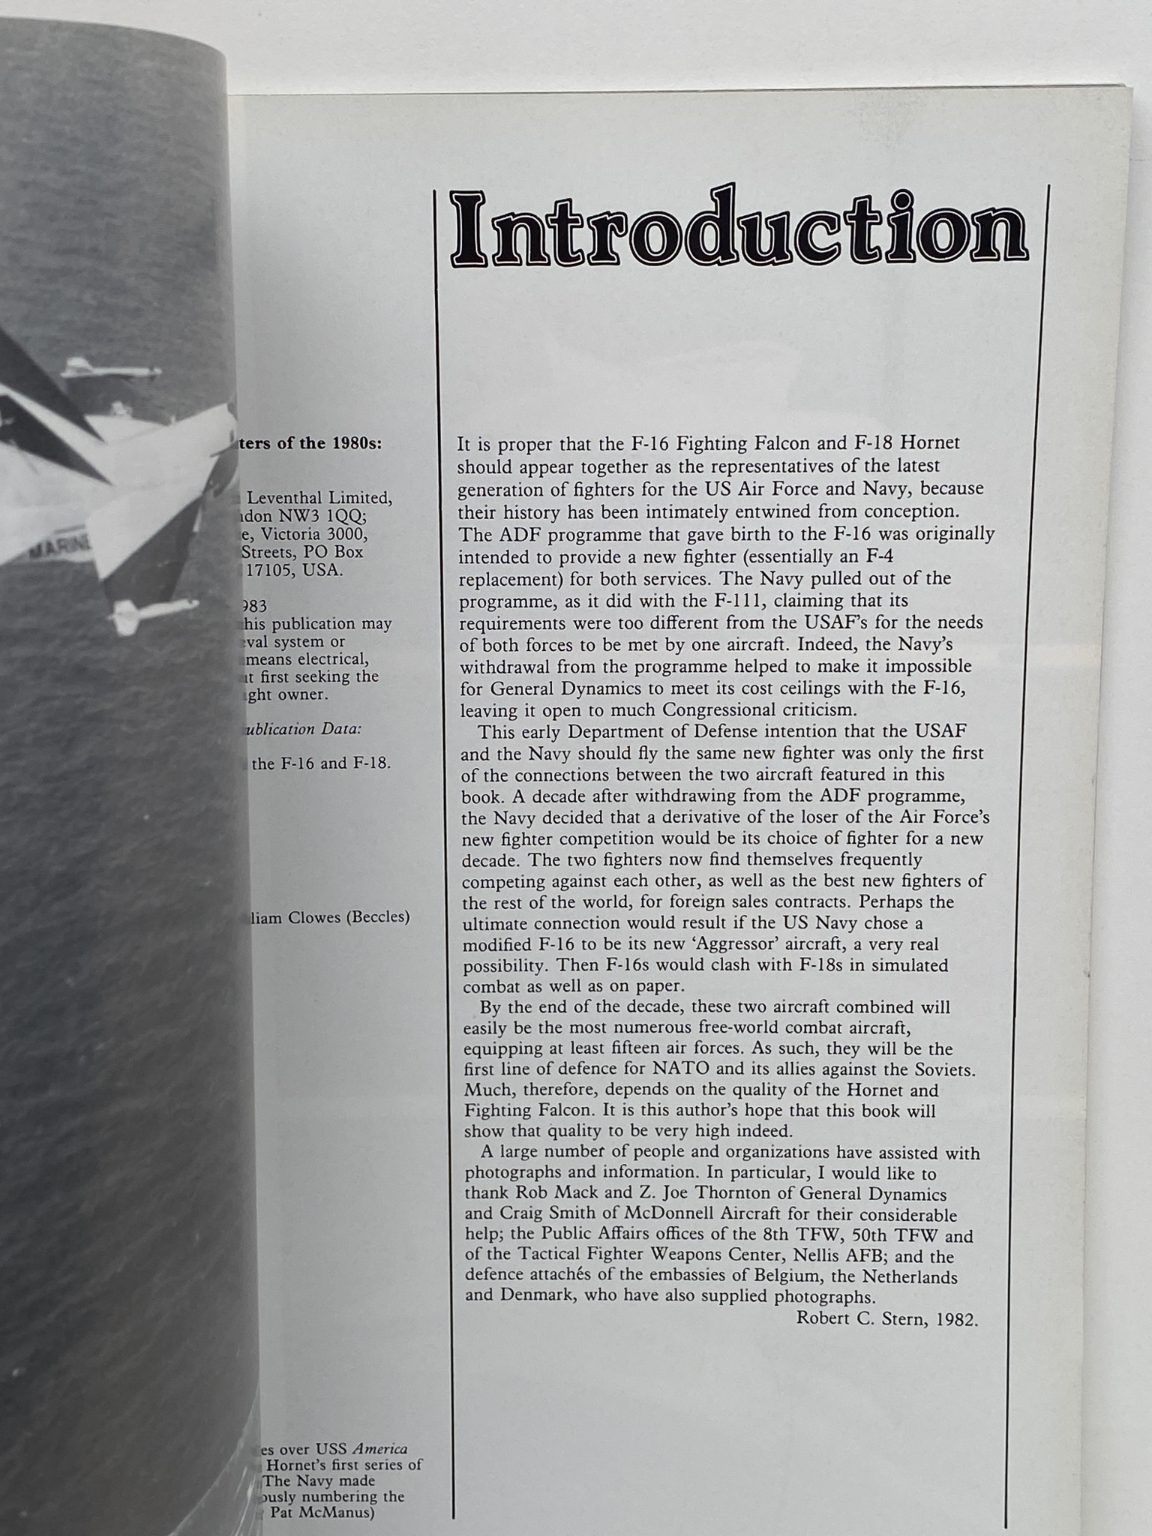 MARINE
ters of the 1980s:
Leventhal Limited,
don NW3 1QQ;
e, Victoria 3000,
Streets, PO Box
17105, USA.
983
his publication may
val system or
means electrical,
t first seeking the
ght owner.
ublication Data:
the F-16 and F-18.
liam Clowes (Beccles)
es over USS America
Hornet's first series of
The Navy made
ously numbering the
Pat McManus)
Introduction
It is proper that the F-16 Fighting Falcon and F-18 Hornet
should appear together as the representatives of the latest
generation of fighters for the US Air Force and Navy, because
their history has been intimately entwined from conception.
The ADF programme that gave birth to the F-16 was originally
intended to provide a new fighter (essentially an F-4
replacement) for both services. The Navy pulled out of the
programme, as it did with the F-111, claiming that its
requirements were too different from the USAF's for the needs
of both forces to be met by one aircraft. Indeed, the Navy's
withdrawal from the programme helped to make it impossible
for General Dynamics to meet its cost ceilings with the F-16,
leaving it open to much Congressional criticism.
This early Department of Defense intention that the USAF
and the Navy should fly the same new fighter was only the first
of the connections between the two aircraft featured in this
book. A decade after withdrawing from the ADF programme,
the Navy decided that a derivative of the loser of the Air Force's
new fighter competition would be its choice of fighter for a new
decade. The two fighters now find themselves frequently
competing against each other, as well as the best new fighters of
the rest of the world, for foreign sales contracts. Perhaps the
ultimate connection would result if the US Navy chose a
modified F-16 to be its new 'Aggressor' aircraft, a very real
possibility. Then F-16s would clash with F-18s in simulated
combat as well as on paper.
By the end of the decade, these two aircraft combined will
easily be the most numerous free-world combat aircraft,
equipping at least fifteen air forces. As such, they will be the
first line of defence for NATO and its allies against the Soviets.
Much, therefore, depends on the quality of the Hornet and
Fighting Falcon. It is this author's hope that this book will
show that quality to be very high indeed.
A large number of people and organizations have assisted with
photographs and information. In particular, I would like to
thank Rob Mack and Z. Joe Thornton of General Dynamics
and Craig Smith of McDonnell Aircraft for their considerable
help; the Public Affairs offices of the 8th TFW, 50th TFW and
of the Tactical Fighter Weapons Center, Nellis AFB; and the
defence attachés of the embassies of Belgium, the Netherlands
and Denmark, who have also supplied photographs.
Robert C. Stern, 1982.